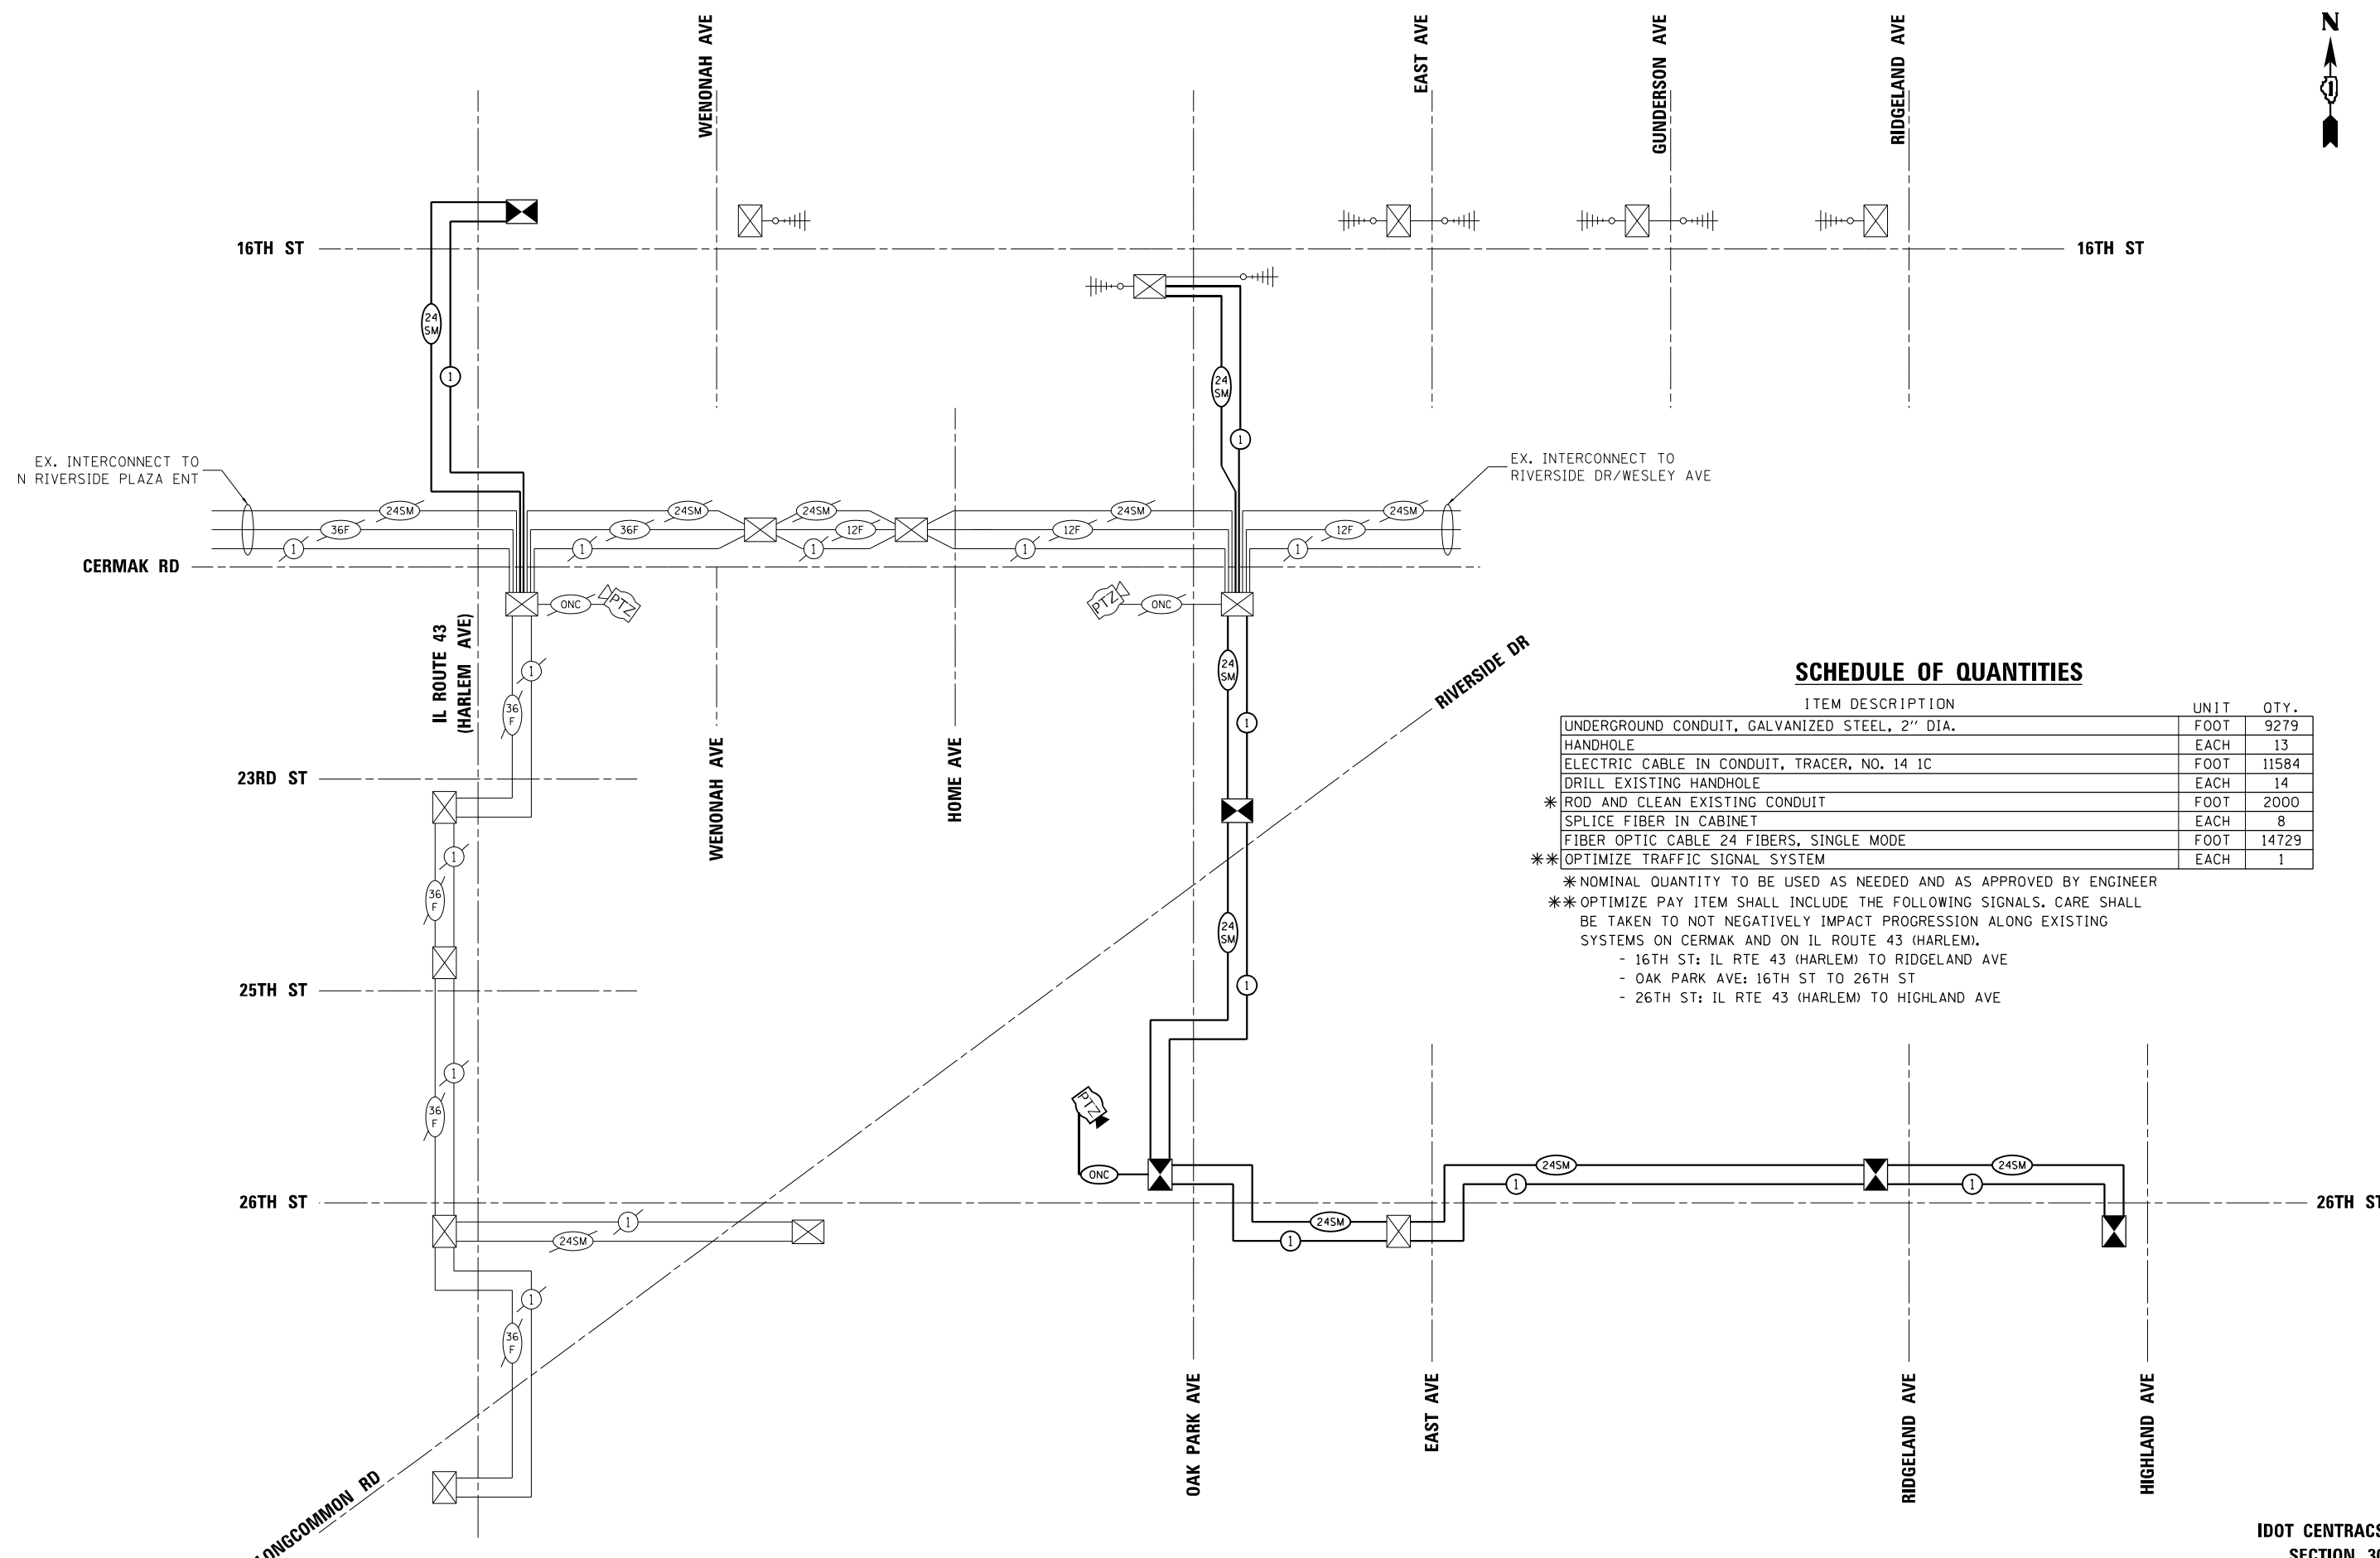 WENONAH AVE
EAST AVE
GUNDERSON AVE
RIDGELAND AVE
N
1
16TH ST
16TH ST
24
SM
1
24
SM
1
EX. INTERCONNECT TO
N RIVERSIDE PLAZA ENT
EX. INTERCONNECT TO
RIVERSIDE DR/WESLEY AVE
24SM
24SM
24SM
24SM
24SM
36F
36F
12F
12F
12F
1
1
1
1
1
CERMAK RD
ONC
PTZ
PTZ
ONC
IL ROUTE 43
(HARLEM AVE)
1
36
F
24
SM
1
RIVERSIDE DR
23RD ST
WENONAH AVE
HOME AVE
SCHEDULE OF QUANTITIES
ITEM DESCRIPTION UNIT QTY.
UNDERGROUND CONDUIT, GALVANIZED STEEL, 2" DIA. FOOT 9279
HANDHOLE EACH 13
ELECTRIC CABLE IN CONDUIT, TRACER, NO. 14 1C FOOT 11584
DRILL EXISTING HANDHOLE EACH 14
* ROD AND CLEAN EXISTING CONDUIT FOOT 2000
SPLICE FIBER IN CABINET EACH 8
FIBER OPTIC CABLE 24 FIBERS, SINGLE MODE FOOT 14729
** OPTIMIZE TRAFFIC SIGNAL SYSTEM EACH 1
* NOMINAL QUANTITY TO BE USED AS NEEDED AND AS APPROVED BY ENGINEER
** OPTIMIZE PAY ITEM SHALL INCLUDE THE FOLLOWING SIGNALS. CARE SHALL
BE TAKEN TO NOT NEGATIVELY IMPACT PROGRESSION ALONG EXISTING
SYSTEMS ON CERMAK AND ON IL ROUTE 43 (HARLEM).
- 16TH ST: IL RTE 43 (HARLEM) TO RIDGELAND AVE
- OAK PARK AVE: 16TH ST TO 26TH ST
- 26TH ST: IL RTE 43 (HARLEM) TO HIGHLAND AVE
1
36
F
24
SM
1
25TH ST
1
36
F
PTZ
ONC
24SM
1
24SM
1
26TH ST
26TH ST
1
24SM
24SM
1
1
36
F
OAK PARK AVE
EAST AVE
RIDGELAND AVE
HIGHLAND AVE
LONGCOMMON RD
IDOT CENTRACS
SECTION 30